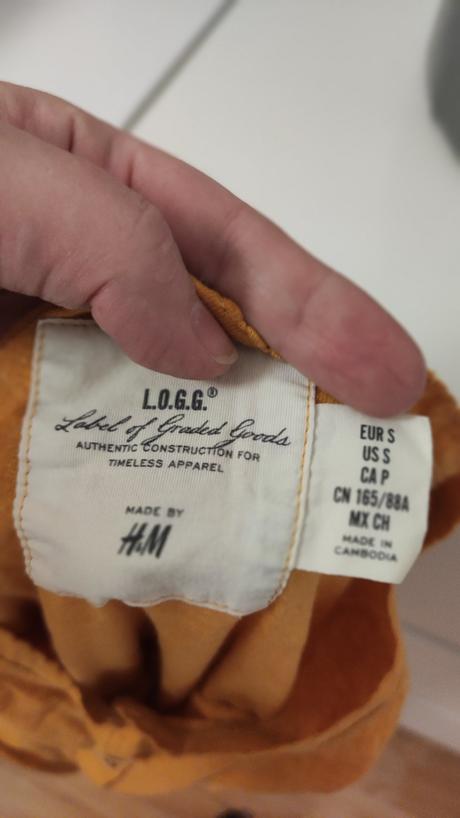 L.O.G.G.®
Label of Graded Goods
AUTHENTIC CONSTRUCTION FOR
TIMELESS APPAREL
MADE BY
H&M
EUR S
US S
CA P
CN 165/88A
MX CH
MADE IN
CAMBODIA